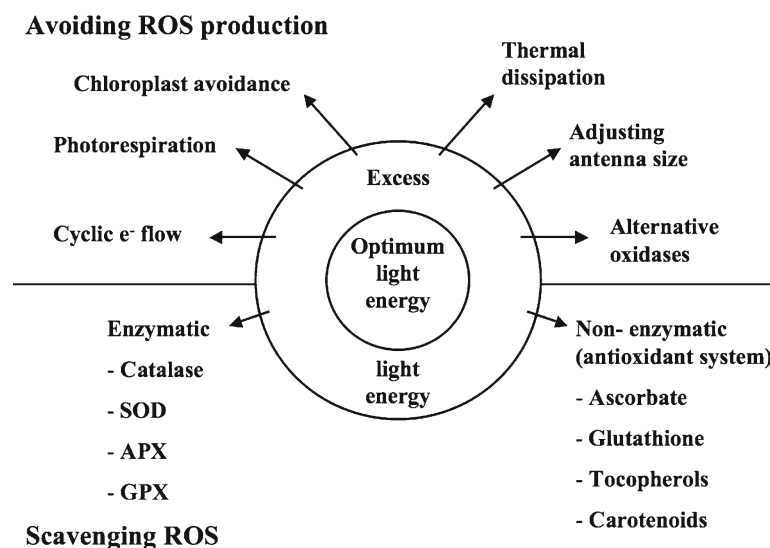 Avoiding ROS production
Chloroplast avoidance
Thermal
dissipation
Photorespiration
Adjusting
antenna size
Excess
Cyclic e- flow
Alternative
oxidases
Optimum
light
energy
Enzymatic
- Catalase
- SOD
- APX
- GPX
light
energy
Non- enzymatic
(antioxidant system)
- Ascorbate
- Glutathione
- Tocopherols
- Carotenoids
Scavenging ROS